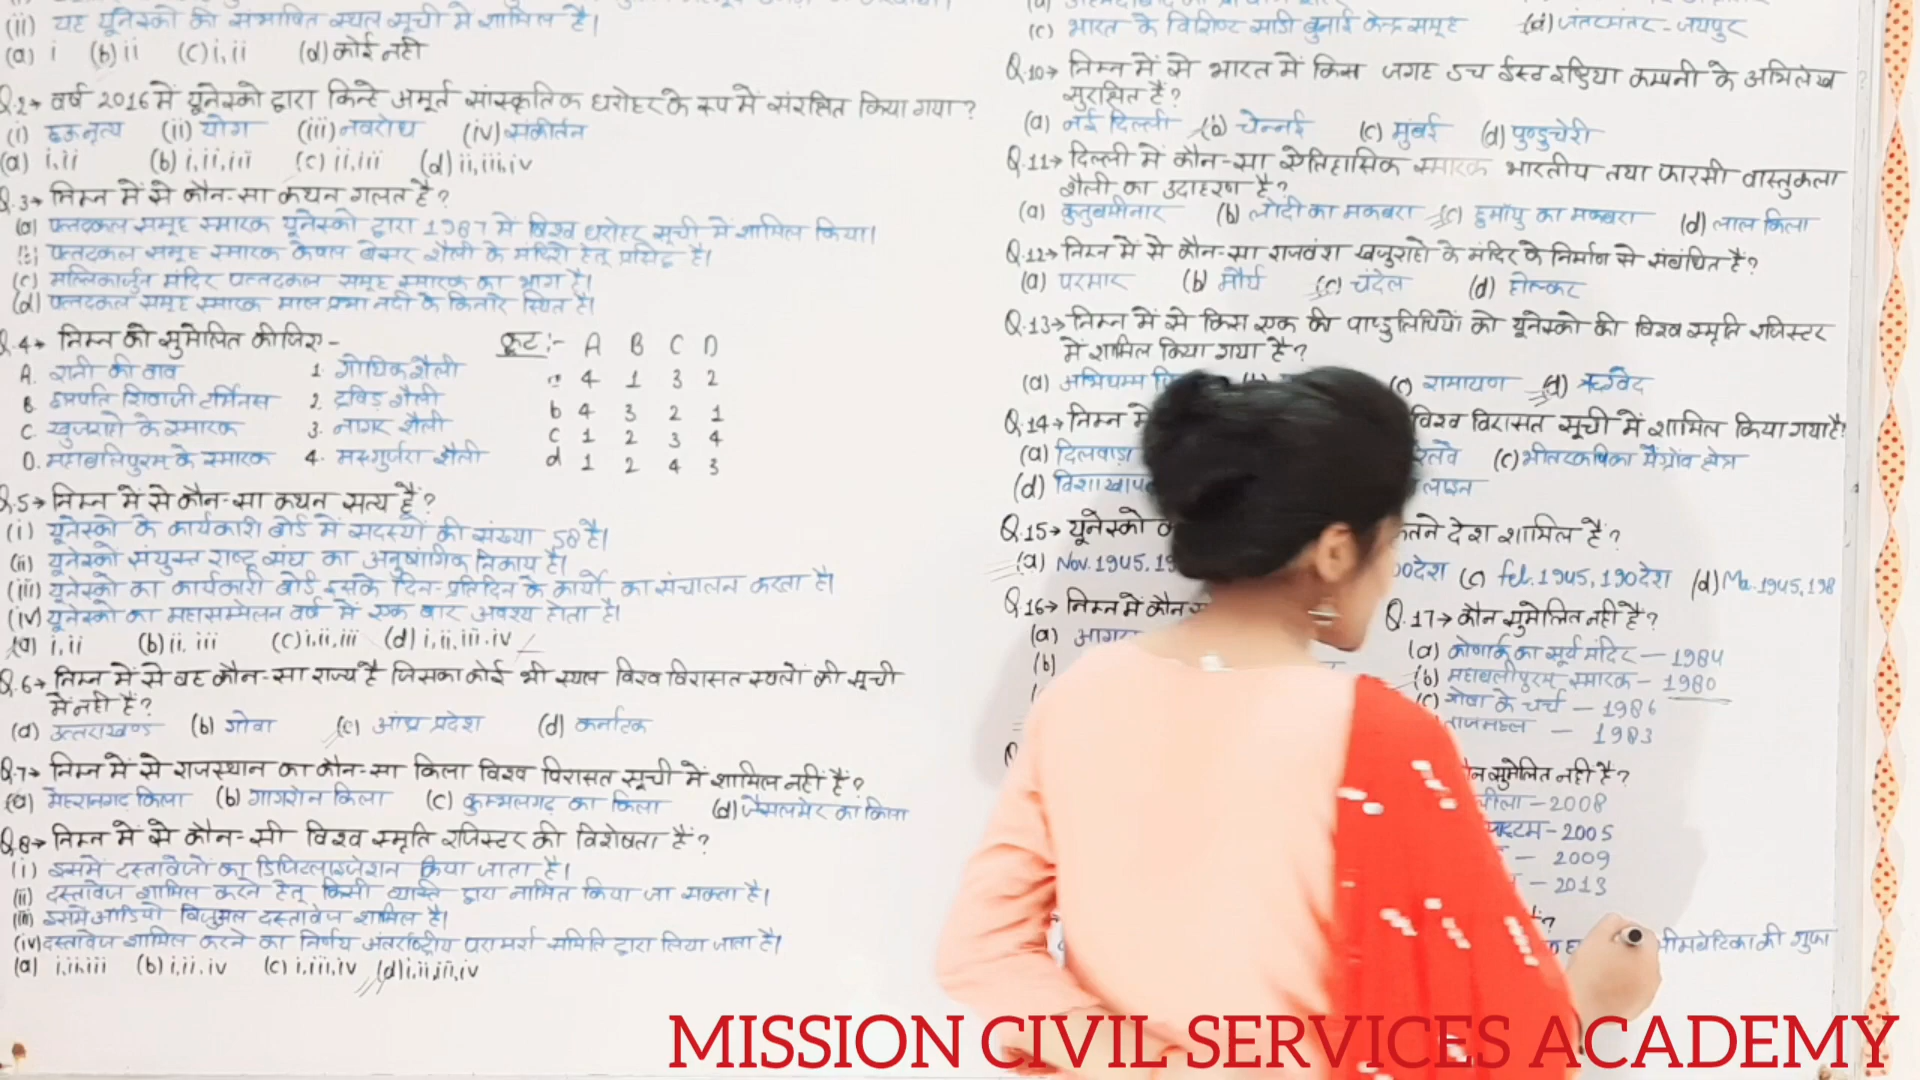 (ii) यह यूनेस्को की संभावित स्थल सूची में शामिल है।
(a) i (b) ii (c) i, ii (d) कोई नही
Q.2→ वर्ष 2016 में यूनेस्को द्वारा किन्हे अमूर्त सांस्कृतिक धरोहर के रूप में संरक्षित किया गया?
(i) छऊ नृत्य (ii) योग (iii) नवरोध (iv) संकीर्तन
(a) i, ii (b) i, ii, iii (c) ii, iii (d) ii, iii, iv
Q.3→ निम्न में से कौन-सा कथन गलत है?
(a) पत्तदकल समूह स्मारक यूनेस्को द्वारा 1987 में विश्व धरोहर सूची में शामिल किया।
पत्तदकल समूह स्मारक केवल बेसर शैली के मंदिरो हेतू प्रसिद्ध है।
(c) मल्लिकार्जुन मंदिर पत्तदकल समूह स्मारक का भाग है।
(d) पत्तदकल समूह स्मारक माल प्रभा नदी के किनारे स्थित है।
Q.4→ निम्न को सुमेलित कीजिए - कूट :- A B C D
A. रानी की वाव 1. गोथिक शैली 4 1 3 2
B. छत्रपति शिवाजी टर्मिनस 2. द्रविड़ शैली b 4 3 2 1
C. खुजराहो के स्मारक 3. नागर शैली c 1 2 3 4
D. महाबलिपुरम के स्मारक 4. मरुगुर्जरा शैली d 1 2 4 3
Q.5→ निम्न में से कौन-सा कथन सत्य है?
(i) यूनेस्को के कार्यकारी बोर्ड में सदस्यों की संख्या 58 है।
(ii) यूनेस्को संयुक्त राष्ट्र संघ का अनुषांगिक निकाय है।
(iii) यूनेस्को का कार्यकारी बोर्ड इसके दिन-प्रतिदिन के कार्यो का संचालन करता है।
(iv) यूनेस्को का महासम्मेलन वर्ष में एक बार अवश्य होता है।
(a) i, ii (b) ii, iii (c) i, ii, iii (d) i, ii, iii, iv
Q.6→ निम्न में से वह कौन-सा राज्य है जिसका कोई भी स्थल विश्व विरासत स्थलों की सूची
में नही है?
(a) उत्तराखण्ड (b) गोवा (c) आंध्र प्रदेश (d) कर्नाटक
Q.7→ निम्न में से राजस्थान का कौन-सा किला विश्व विरासत सूची में शामिल नही है?
(a) मेहरानगढ किला (b) गागरोन किला (c) कुम्भलगढ़ का किला (d) जैसलमेर का किला
Q.8→ निम्न में से कौन-सी विश्व स्मृति रजिस्टर की विशेषता है?
(i) इसमें दस्तावेजो का डिजिटलाइजेशन किया जाता है।
(ii) दस्तावेज शामिल करने हेतू किसी व्यक्ति द्वारा नामित किया जा सकता है।
(iii) इसमें आडियो विजुअल दस्तावेज शामिल है।
(iv) दस्तावेज शामिल करने का निर्णय अंतर्राष्ट्रीय परामर्श समिति द्वारा लिया जाता है।
(a) i, ii, iii (b) i, ii, iv (c) i, iii, iv (d) i, ii, iii, iv
(c) भारत के विशिष्ट साडी बुनाई केन्द्र समूह (d) जंतरमंतर - जयपुर
Q.10→ निम्न में से भारत में किस जगह डच ईस्ट इण्डिया कम्पनी के अभिलेख
सुरक्षित है?
(a) नई दिल्ली (b) चेन्नई (c) मुंबई (d) पुण्डुचेरी
Q.11→ दिल्ली में कौन-सा ऐतिहासिक स्मारक भारतीय तथा फारसी वास्तुकला
शैली का उदाहरण है?
(a) कुतुबमीनार (b) लोदी का मकबरा (c) हुमॉयु का मकबरा (d) लाल किला
Q.12→ निम्न में से कौन-सा राजवंश खजुराहो के मंदिर के निर्माण से संबंधित है?
(a) परमार (b) मौर्य (c) चंदेल (d) होल्कर
Q.13→ निम्न में से किस एक की पाण्डुलिपियों को यूनेस्को की विश्व स्मृति रजिस्टर
में शामिल किया गया है?
(a) अभिधम्म (c) रामायण (d) ऋग्वेद
Q.14→ निम्न में विश्व विरासत सूची में शामिल किया गया है?
(a) दिलवाड़ा रेलवे (c) भीतरकणिका मैंग्रोव क्षेत्र
(d) विशाखाप लाइन
Q.15→ यूनेस्को कितने देश शामिल है?
(a) Nov. 1945, 19 देश (c) feb. 1945, 190 देश (d) Ma. 1945, 198
Q.16→ निम्न में कौन Q.17→ कौन सुमेलित नही है?
(a) आगरा (a) कोणार्क का सूर्य मंदिर — 1984
(b) (b) महाबलीपुरम स्मारक — 1980
(c) गोवा के चर्च — 1986
ताजमहल — 1983
सुमेलित नही है?
लीला — 2008
— 2005
— 2009
— 2013
भीमबेटिका की गुफा
MISSION CIVIL SERVICES ACADEMY